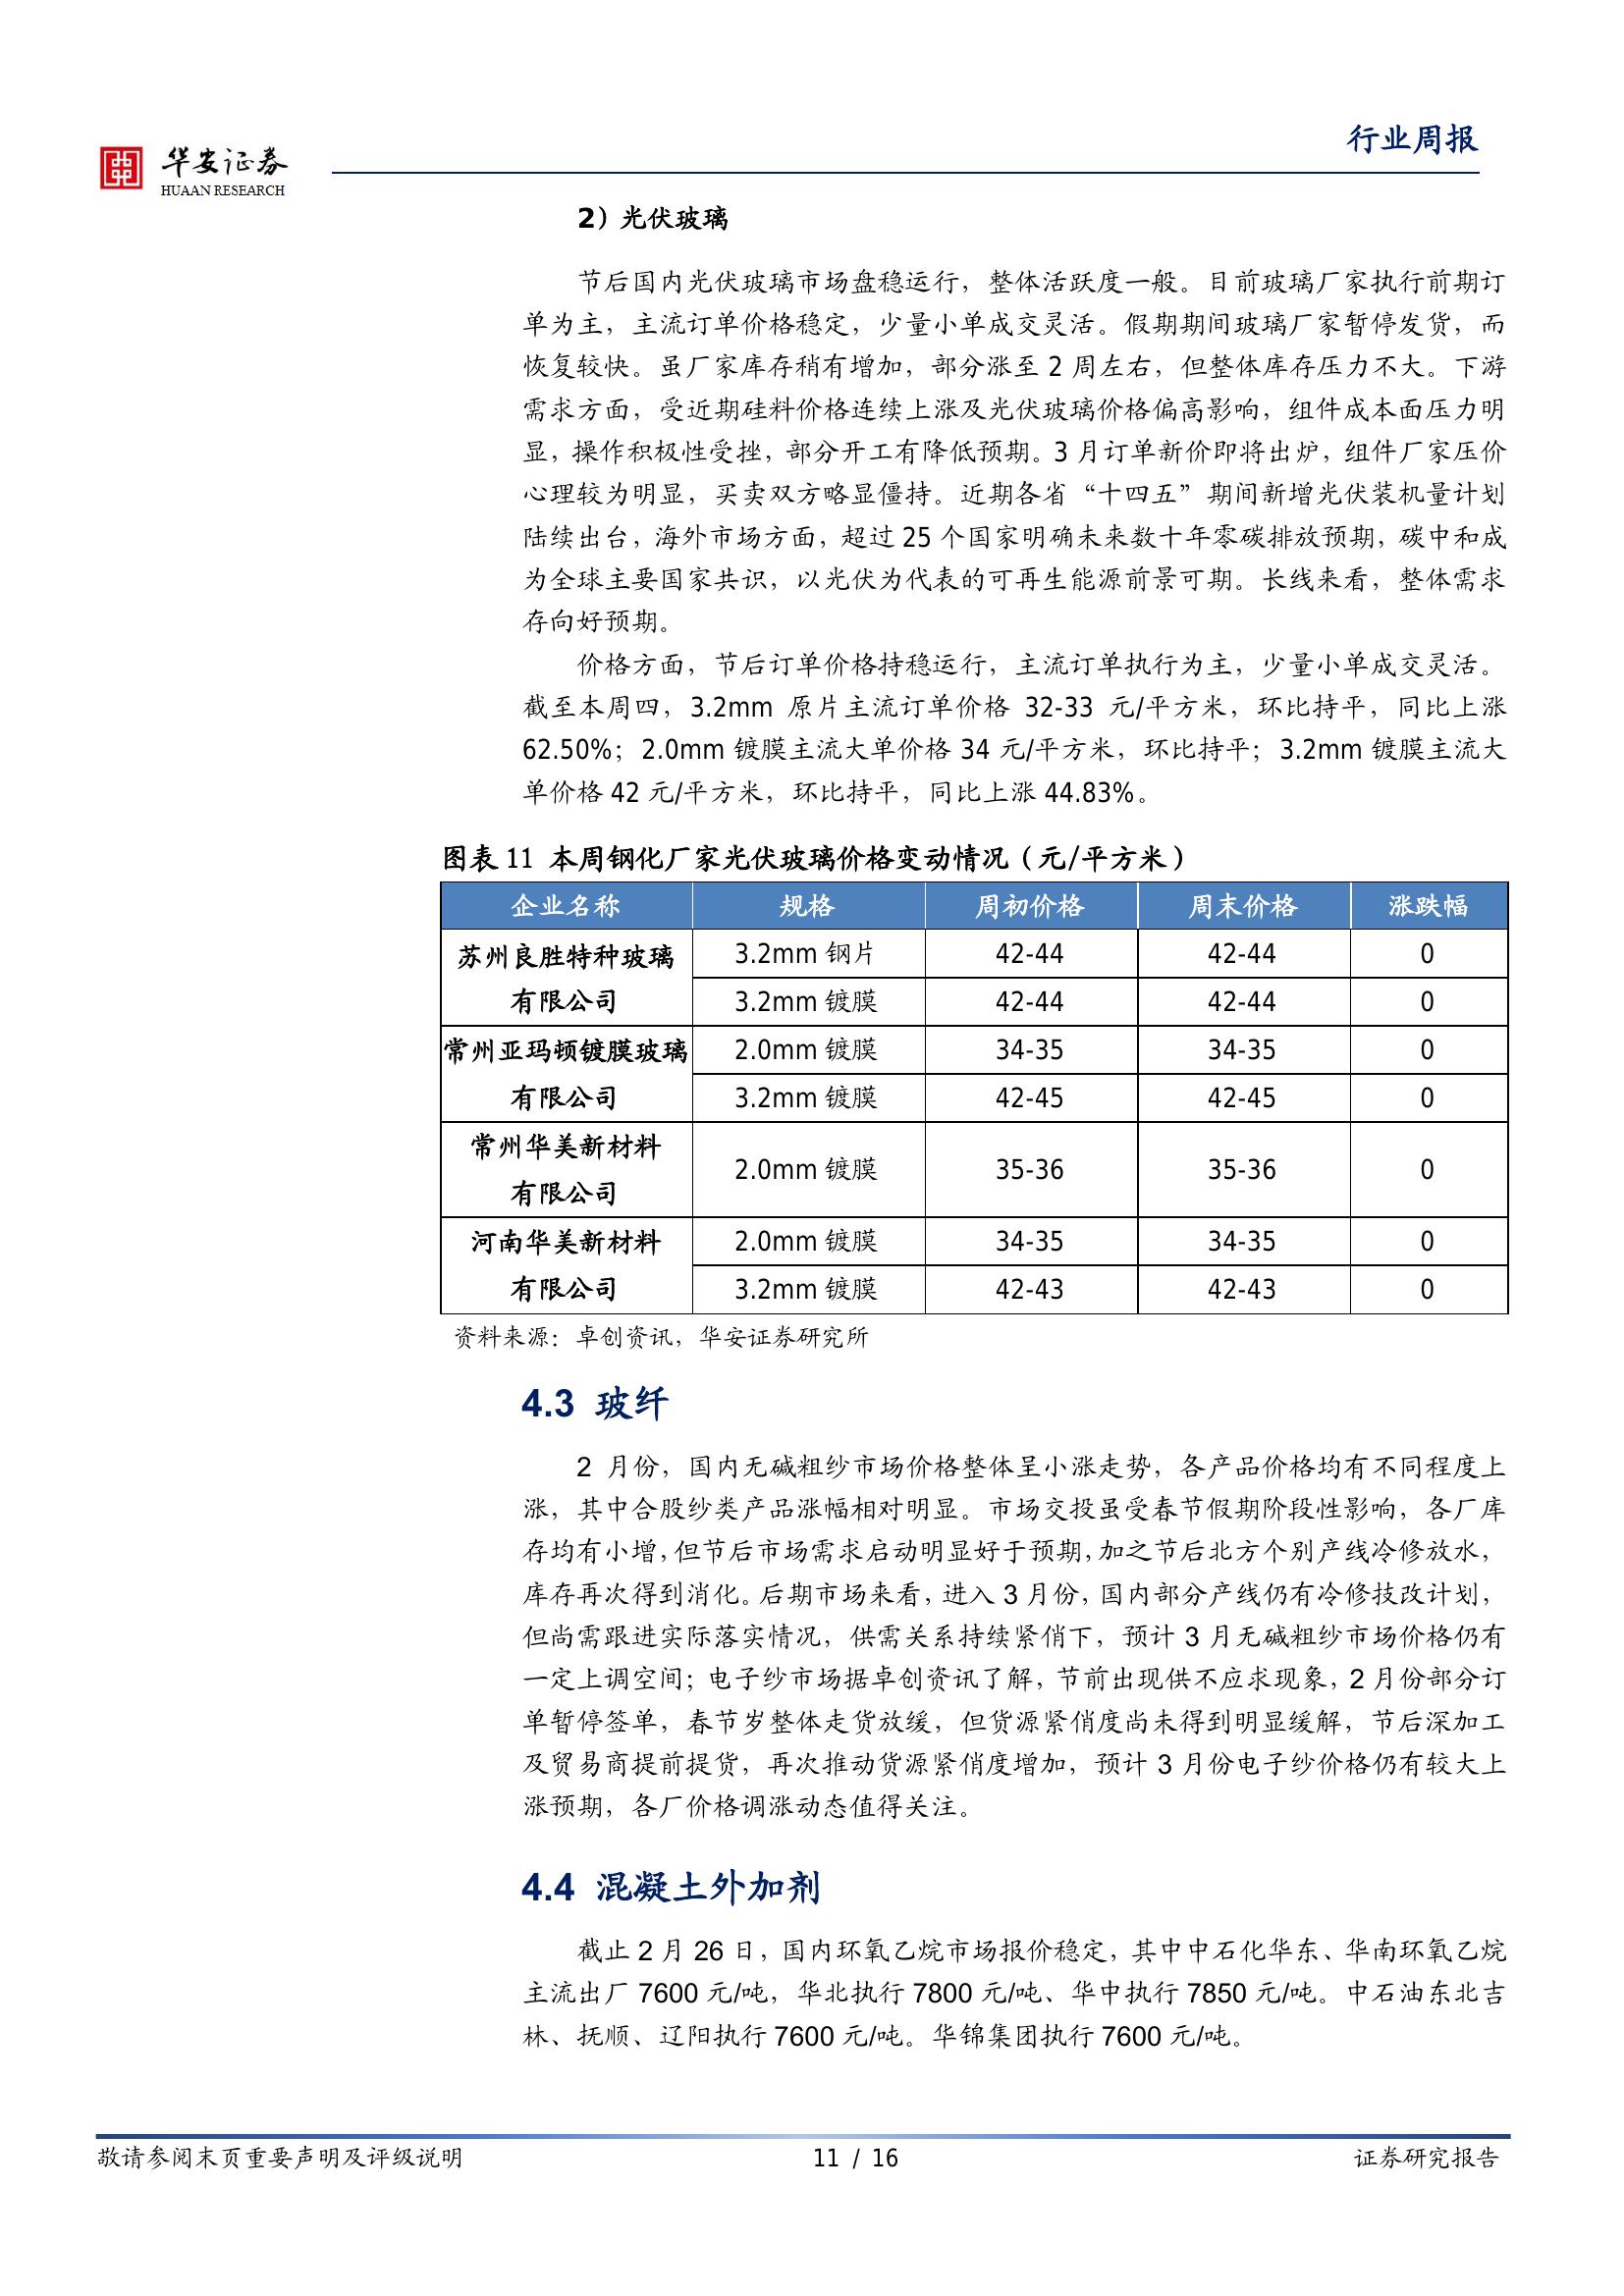 行业周报
华安证券
HUAAN RESEARCH
2）光伏玻璃
节后国内光伏玻璃市场盘稳运行，整体活跃度一般。目前玻璃厂家执行前期订
单为主，主流订单价格稳定，少量小单成交灵活。假期期间玻璃厂家暂停发货，而
恢复较快。虽厂家库存稍有增加，部分涨至 2 周左右，但整体库存压力不大。下游
需求方面，受近期硅料价格连续上涨及光伏玻璃价格偏高影响，组件成本面压力明
显，操作积极性受挫，部分开工有降低预期。3 月订单新价即将出炉，组件厂家压价
心理较为明显，买卖双方略显僵持。近期各省“十四五”期间新增光伏装机量计划
陆续出台，海外市场方面，超过 25 个国家明确未来数十年零碳排放预期，碳中和成
为全球主要国家共识，以光伏为代表的可再生能源前景可期。长线来看，整体需求
存向好预期。
价格方面，节后订单价格持稳运行，主流订单执行为主，少量小单成交灵活。
截至本周四，3.2mm 原片主流订单价格 32-33 元/平方米，环比持平，同比上涨
62.50%；2.0mm 镀膜主流大单价格 34 元/平方米，环比持平；3.2mm 镀膜主流大
单价格 42 元/平方米，环比持平，同比上涨 44.83%。
图表 11 本周钢化厂家光伏玻璃价格变动情况（元/平方米）
企业名称 规格 周初价格 周末价格 涨跌幅
苏州良胜特种玻璃
有限公司
3.2mm 钢片 42-44 42-44 0
3.2mm 镀膜 42-44 42-44 0
常州亚玛顿镀膜玻璃
有限公司
2.0mm 镀膜 34-35 34-35 0
3.2mm 镀膜 42-45 42-45 0
常州华美新材料
有限公司
2.0mm 镀膜 35-36 35-36 0
河南华美新材料
有限公司
2.0mm 镀膜 34-35 34-35 0
3.2mm 镀膜 42-43 42-43 0
资料来源：卓创资讯，华安证券研究所
4.3 玻纤
2 月份，国内无碱粗纱市场价格整体呈小涨走势，各产品价格均有不同程度上
涨，其中合股纱类产品涨幅相对明显。市场交投虽受春节假期阶段性影响，各厂库
存均有小增，但节后市场需求启动明显好于预期，加之节后北方个别产线冷修放水，
库存再次得到消化。后期市场来看，进入 3 月份，国内部分产线仍有冷修技改计划，
但尚需跟进实际落实情况，供需关系持续紧俏下，预计 3 月无碱粗纱市场价格仍有
一定上调空间；电子纱市场据卓创资讯了解，节前出现供不应求现象，2 月份部分订
单暂停签单，春节岁整体走货放缓，但货源紧俏度尚未得到明显缓解，节后深加工
及贸易商提前提货，再次推动货源紧俏度增加，预计 3 月份电子纱价格仍有较大上
涨预期，各厂价格调涨动态值得关注。
4.4 混凝土外加剂
截止 2 月 26 日，国内环氧乙烷市场报价稳定，其中中石化华东、华南环氧乙烷
主流出厂 7600 元/吨，华北执行 7800 元/吨、华中执行 7850 元/吨。中石油东北吉
林、抚顺、辽阳执行 7600 元/吨。华锦集团执行 7600 元/吨。
敬请参阅末页重要声明及评级说明 11 / 16 证券研究报告